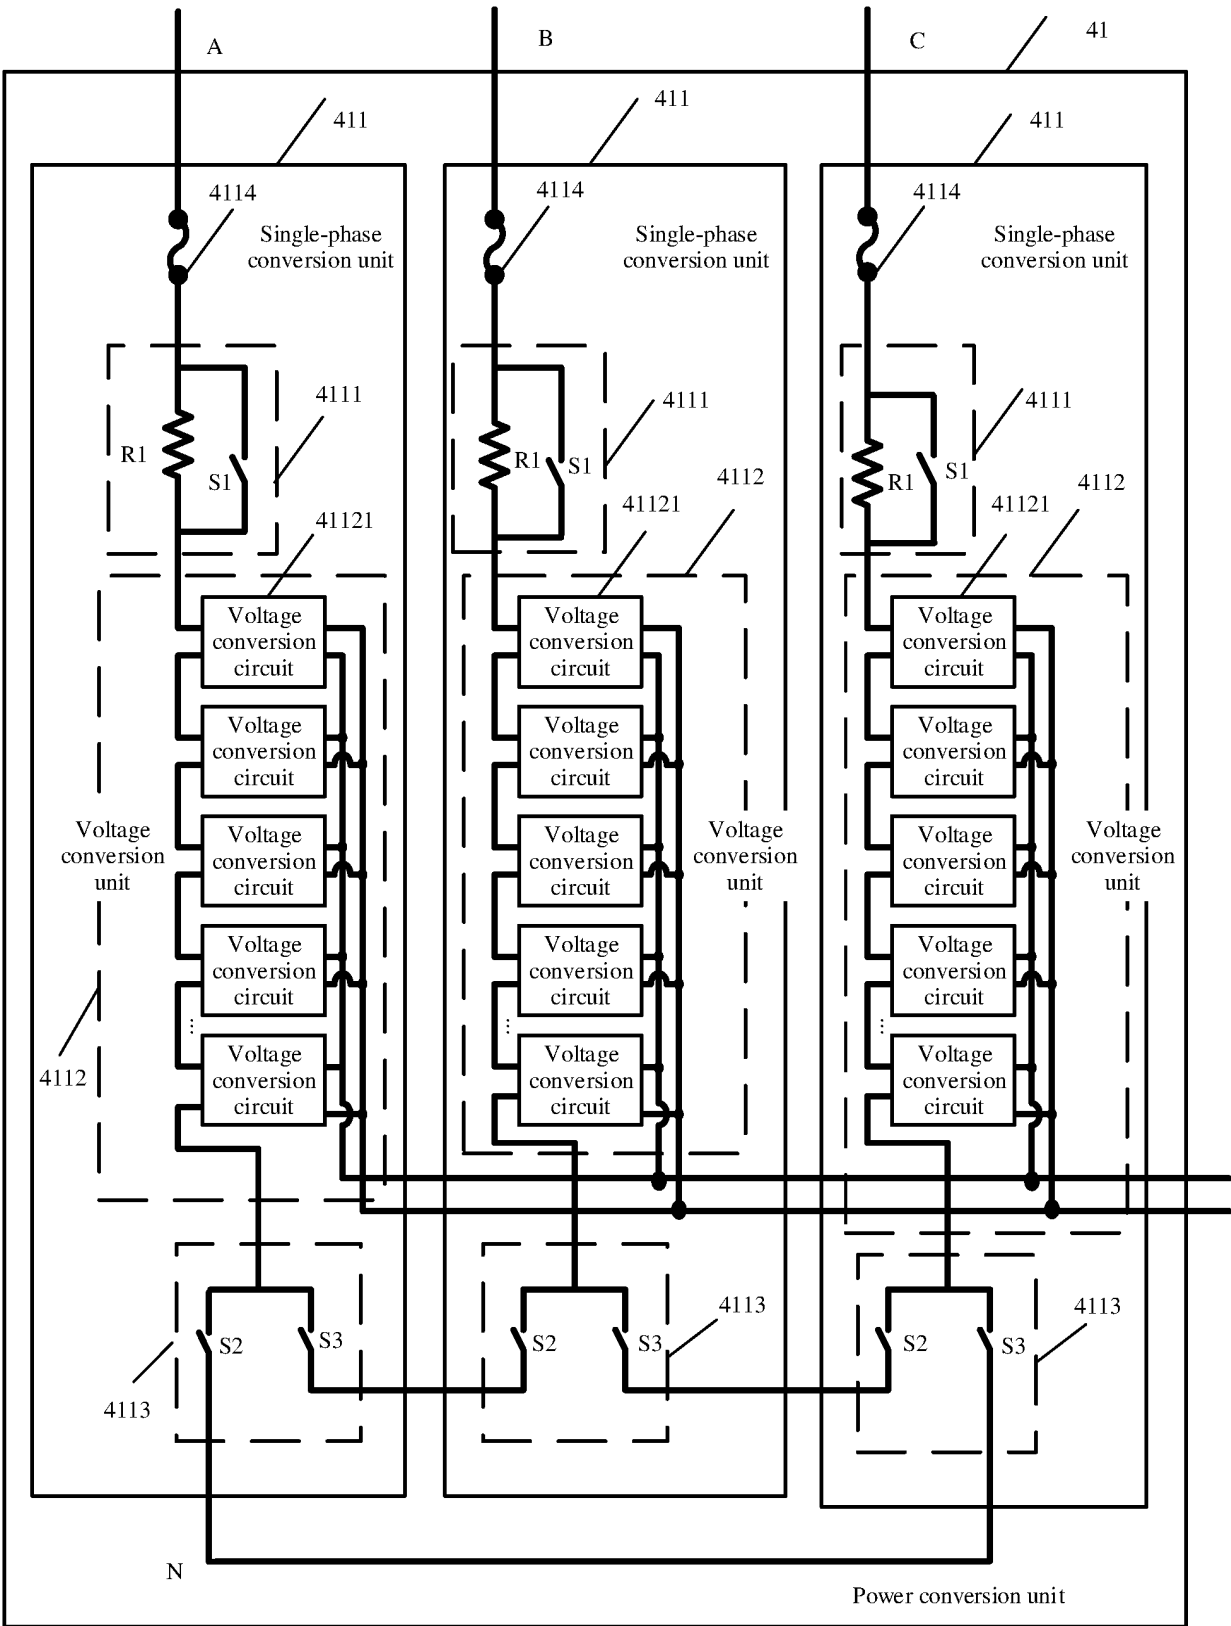 A
B
C
41
411
411
411
4114
4114
4114
Single-phase
conversion unit
Single-phase
conversion unit
Single-phase
conversion unit
4111
4111
4111
R1
S1
R1
S1
R1
S1
41121
41121
4112
41121
4112
Voltage
conversion
circuit
Voltage
conversion
circuit
Voltage
conversion
circuit
Voltage
conversion
circuit
Voltage
conversion
circuit
Voltage
conversion
circuit
Voltage
conversion
unit
Voltage
conversion
circuit
Voltage
conversion
circuit
Voltage
conversion
unit
Voltage
conversion
circuit
Voltage
conversion
unit
Voltage
conversion
circuit
Voltage
conversion
circuit
Voltage
conversion
circuit
...
...
...
4112
Voltage
conversion
circuit
Voltage
conversion
circuit
Voltage
conversion
circuit
4113
S2
S3
S2
S3
4113
S2
S3
4113
N
Power conversion unit